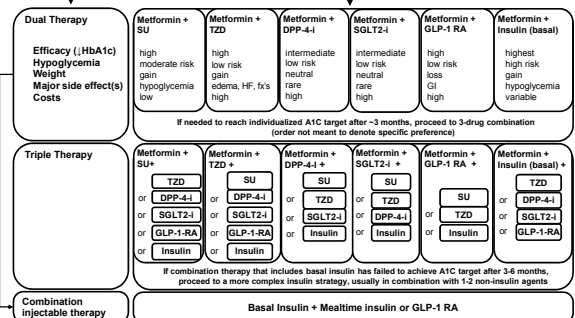 Dual Therapy
Efficacy (↓HbA1c)
Hypoglycemia
Weight
Major side effect(s)
Costs
Metformin +
SU
high
moderate risk
gain
hypoglycemia
low
Metformin +
TZD
high
low risk
gain
edema, HF, fx's
high
Metformin +
DPP-4-i
intermediate
low risk
neutral
rare
high
Metformin +
SGLT2-i
intermediate
low risk
neutral
rare
high
Metformin +
GLP-1 RA
high
low risk
loss
GI
high
Metformin +
Insulin (basal)
highest
high risk
gain
hypoglycemia
variable
If needed to reach individualized A1C target after ~3 months, proceed to 3-drug combination
(order not meant to denote specific preference)
Triple Therapy
Metformin +
SU+
TZD
or DPP-4-i
or SGLT2-i
or GLP-1-RA
or Insulin
Metformin +
TZD +
SU
or DPP-4-i
or SGLT2-i
or GLP-1-RA
or Insulin
Metformin +
DPP-4-i +
SU
or TZD
or SGLT2-i
or Insulin
Metformin +
SGLT2-i +
SU
or TZD
or DPP-4-i
or Insulin
Metformin +
GLP-1 RA +
SU
or TZD
or Insulin
Metformin +
Insulin (basal) +
TZD
or DPP-4-i
or SGLT2-i
or GLP-1-RA
If combination therapy that includes basal insulin has failed to achieve A1C target after 3-6 months,
proceed to a more complex insulin strategy, usually in combination with 1-2 non-insulin agents
Combination
injectable therapy
Basal Insulin + Mealtime insulin or GLP-1 RA